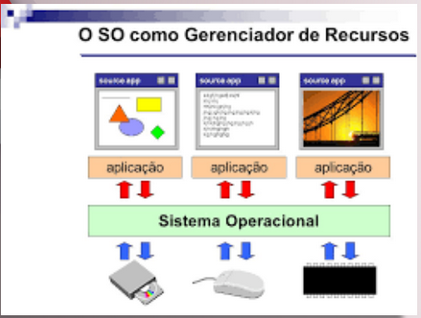 O SO como Gerenciador de Recursos
source.app source.app source.app
aplicação aplicação aplicação
Sistema Operacional